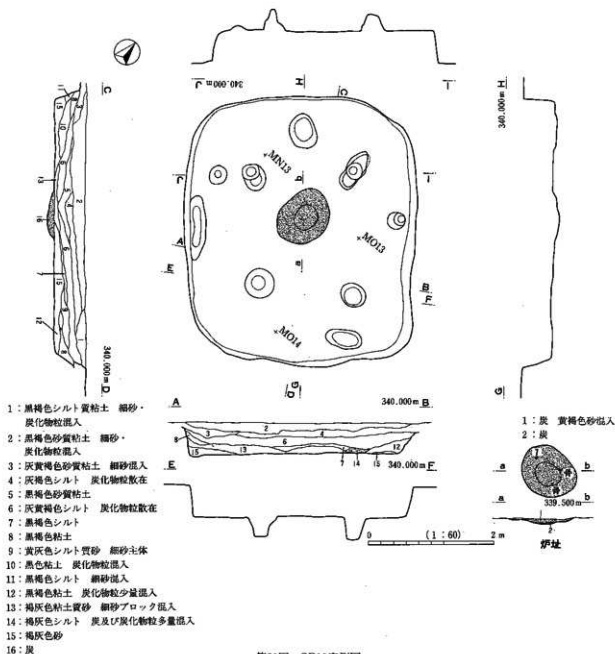 C
340.000m
H
C
H
340.000m
MN13
b
J
I
A
MO13
a
E
B
F
MO14
G
D
340.000m
D
G
A
340.000m
B
E
340.000m
F
0
(1:60)
2 m
1：黒褐色シルト質粘土 細砂・
炭化物粒混入
2：黒褐色砂質粘土 細砂・
炭化物粒混入
3：灰黄褐色砂質粘土 細砂混入
4：灰褐色シルト 炭化物粒散在
5：黒褐色砂質粘土
6：灰黄褐色シルト 炭化物粒散在
7：黒褐色シルト
8：黒褐色粘土
9：黄灰色シルト質砂 細砂主体
10：黒色粘土 炭化物粒混入
11：黒褐色シルト 細砂混入
12：黒褐色粘土 炭化物粒少量混入
13：褐灰色粘土質砂 細砂ブロック混入
14：褐灰色シルト 炭及び炭化物粒多量混入
15：褐灰色砂
16：炭
1：炭 黄褐色砂混入
2：炭
a
b
a
b
339.500m
2
炉址